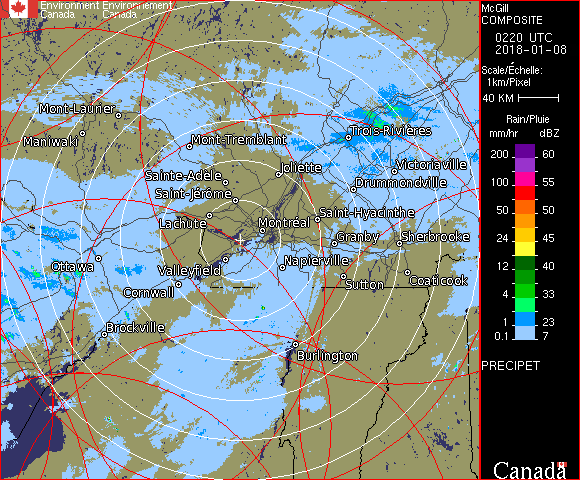 Environment Environnement
Canada Canada
McGill
COMPOSITE
0220 UTC
2018-01-08
Scale/Échelle:
1km/Pixel
40 KM
Rain/Pluie
mm/hr dBZ
200 60
100 55
50 50
24 45
12 40
4 33
1 23
0.1 7
PRECIPET
Canada
Mont-Laurier
Maniwaki
Mont-Tremblant
Trois-Rivières
Joliette
Victoriaville
Sainte-Adèle
Drummondville
Saint-Jérôme
Lachute
Saint-Hyacinthe
Montréal
Granby
Sherbrooke
Ottawa
Valleyfield
Napierville
Cornwall
Sutton
Coaticook
Brockville
Burlington